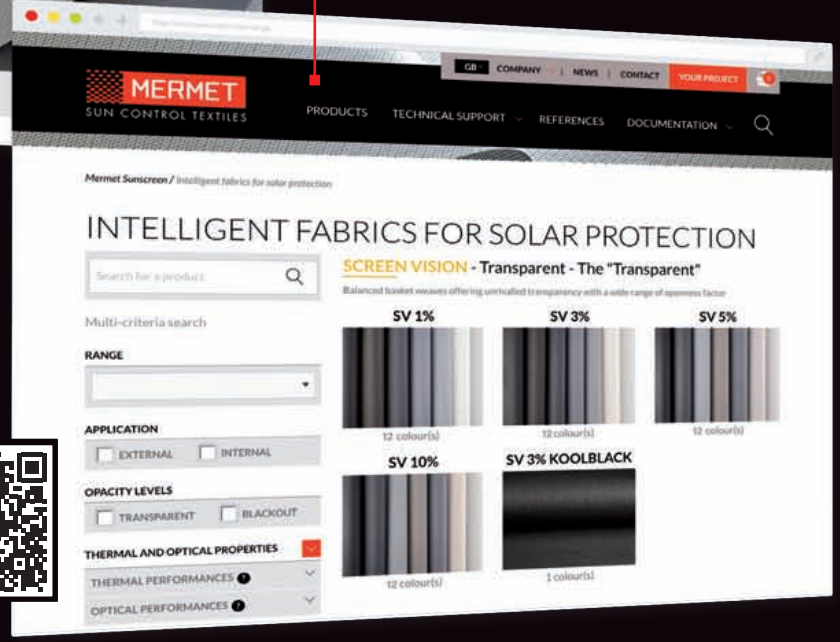 GB COMPANY | NEWS | CONTACT YOUR PROJECT
MERMET
SUN CONTROL TEXTILES
PRODUCTS TECHNICAL SUPPORT REFERENCES DOCUMENTATION
Mermet Sunscreen / Intelligent fabrics for solar protection
INTELLIGENT FABRICS FOR SOLAR PROTECTION
Search for a product
SCREEN VISION - Transparent - The "Transparent"
Balanced basket weaves offering unrivalled transparency with a wide range of openness factor
Multi-criteria search
SV 1% SV 3% SV 5%
RANGE
12 colour(s) 12 colour(s) 12 colour(s)
APPLICATION
EXTERNAL INTERNAL
SV 10% SV 3% KOOLBLACK
OPACITY LEVELS
TRANSPARENT BLACKOUT
THERMAL AND OPTICAL PROPERTIES
THERMAL PERFORMANCES ?
OPTICAL PERFORMANCES ?
12 colour(s) 1 colour(s)